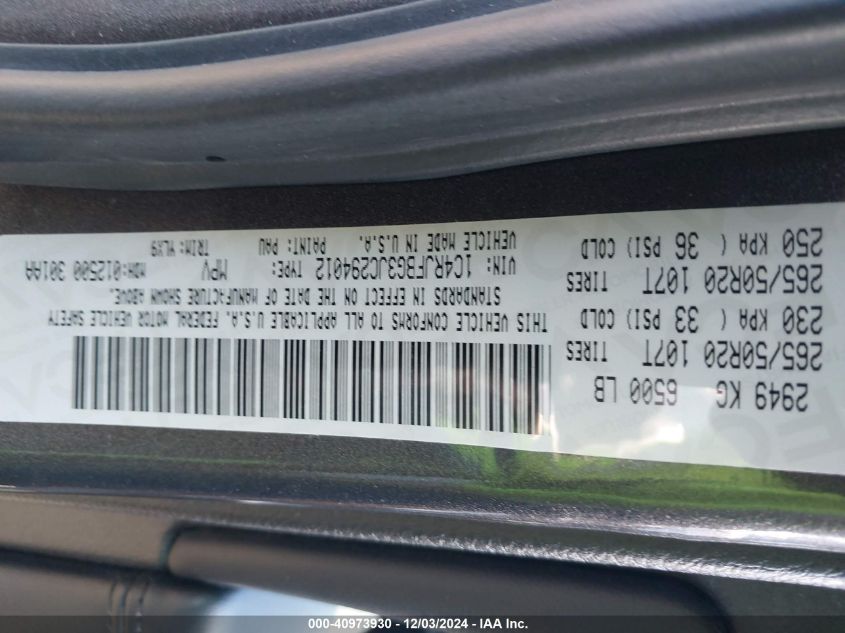 2949 KG 6500 LB
265/50R20 107T TIRES
230 KPA ( 33 PSI) COLD
265/50R20 107T TIRES
250 KPA ( 36 PSI) COLD
THIS VEHICLE CONFORMS TO ALL APPLICABLE U.S.A. FEDERAL MOTOR VEHICLE SAFETY
STANDARDS IN EFFECT ON THE DATE OF MANUFACTURE SHOWN ABOVE.
VIN: 1C4RJFBG3JC294012 TYPE: MPV MDH:012500 301AA
VEHICLE MADE IN U.S.A. PAINT: PAU TRIM: VLX9
000-40973930 - 12/03/2024 - IAA Inc.